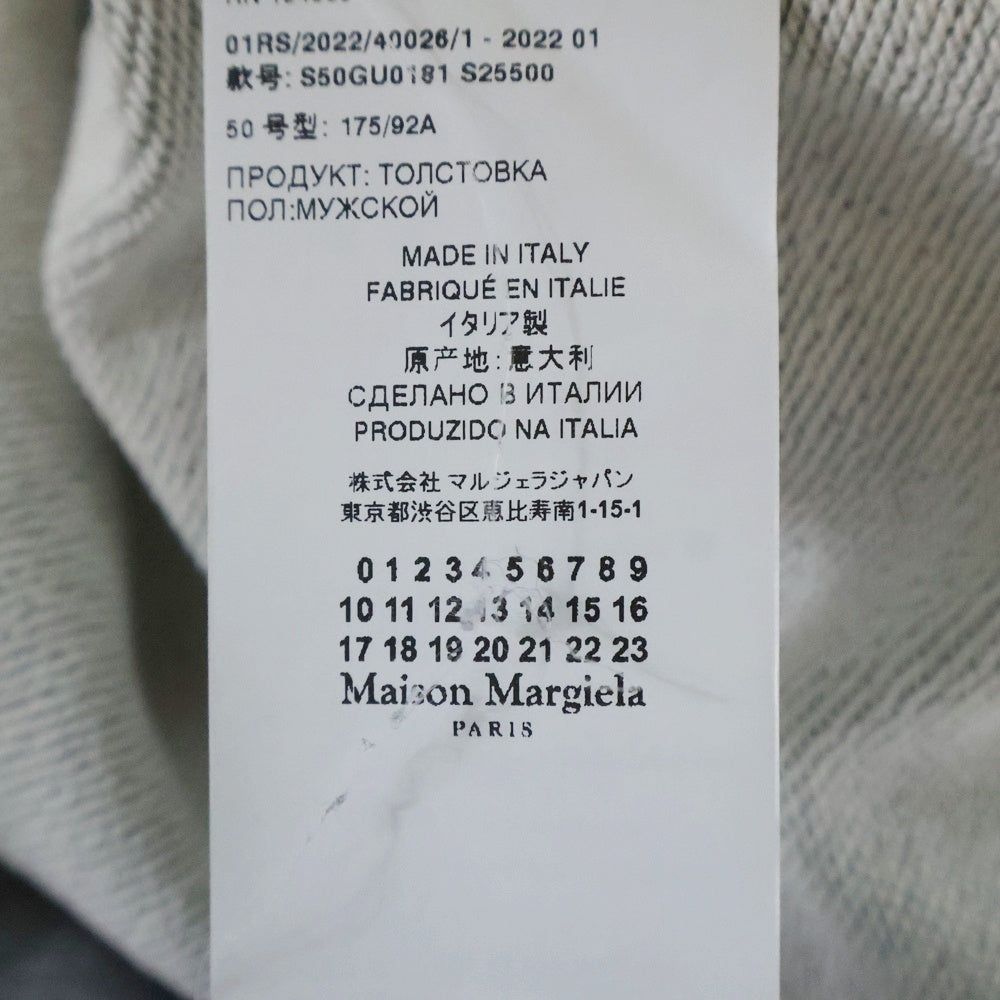 01RS/2022/40026/1 - 2022 01
款号: S50GU0181 S25500
50 号型: 175/92A
ПРОДУКТ: ТОЛСТОВКА
ПОЛ:МУЖСКОЙ
MADE IN ITALY
FABRIQUÉ EN ITALIE
イタリア製
原产地:意大利
СДЕЛАНО В ИТАЛИИ
PRODUZIDO NA ITALIA
株式会社 マルジェラジャパン
東京都渋谷区恵比寿南1-15-1
0 1 2 3 4 5 6 7 8 9
10 11 12 13 14 15 16
17 18 19 20 21 22 23
Maison Margiela
PARIS